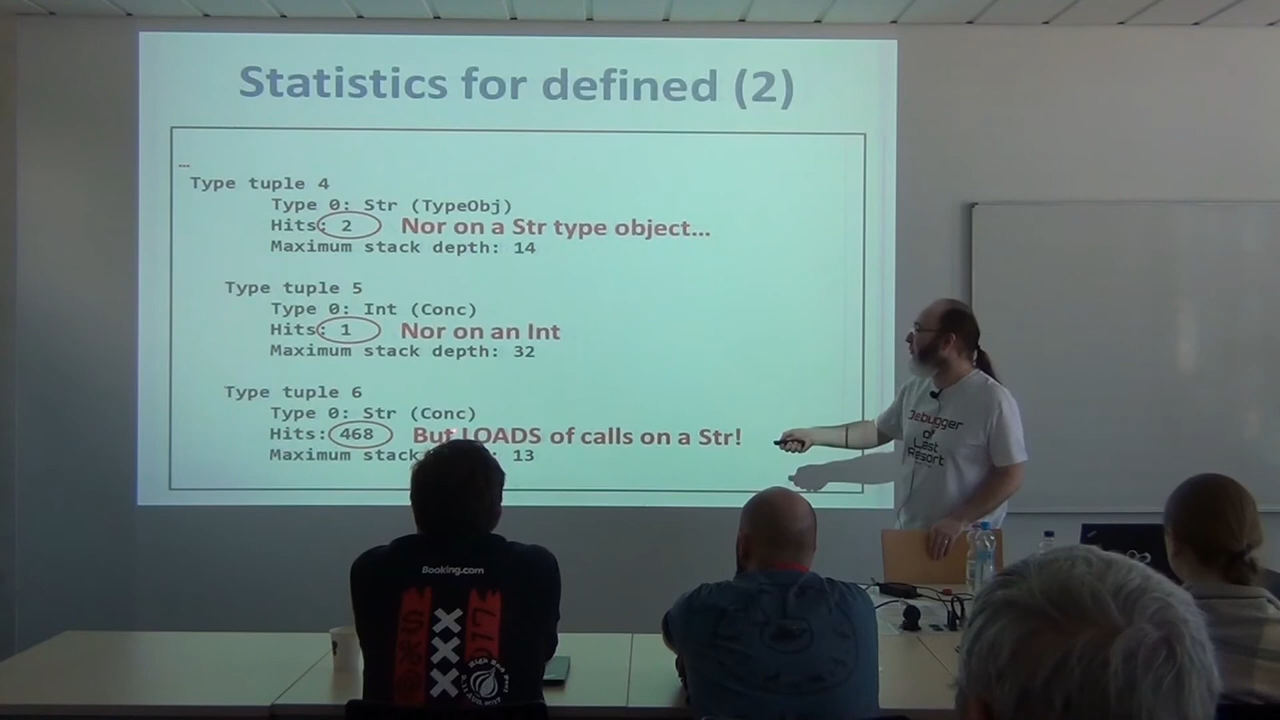 Statistics for defined (2)
…
Type tuple 4
Type 0: Str (TypeObj)
Hits: 2 Nor on a Str type object…
Maximum stack depth: 14
Type tuple 5
Type 0: Int (Conc)
Hits: 1 Nor on an Int
Maximum stack depth: 32
Type tuple 6
Type 0: Str (Conc)
Hits: 468 But LOADS of calls on a Str!
Maximum stack : 13
Debugger
of
Last
Resort
Booking.com